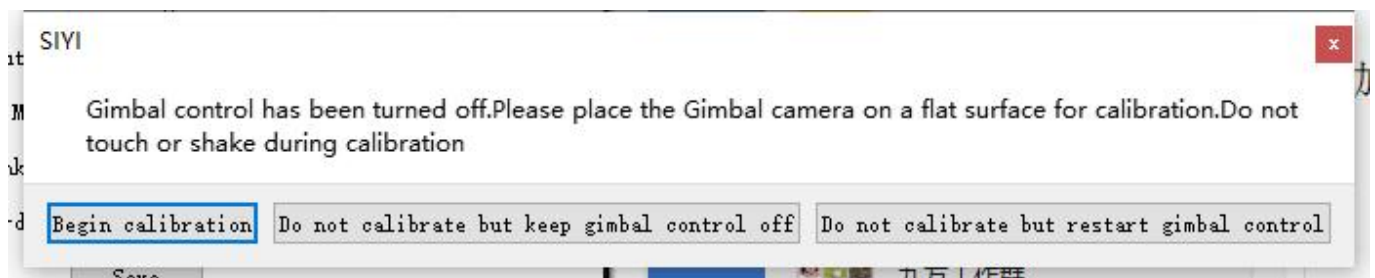 SIYI
x
Gimbal control has been turned off.Please place the Gimbal camera on a flat surface for calibration.Do not
touch or shake during calibration
Begin calibration
Do not calibrate but keep gimbal control off
Do not calibrate but restart gimbal control